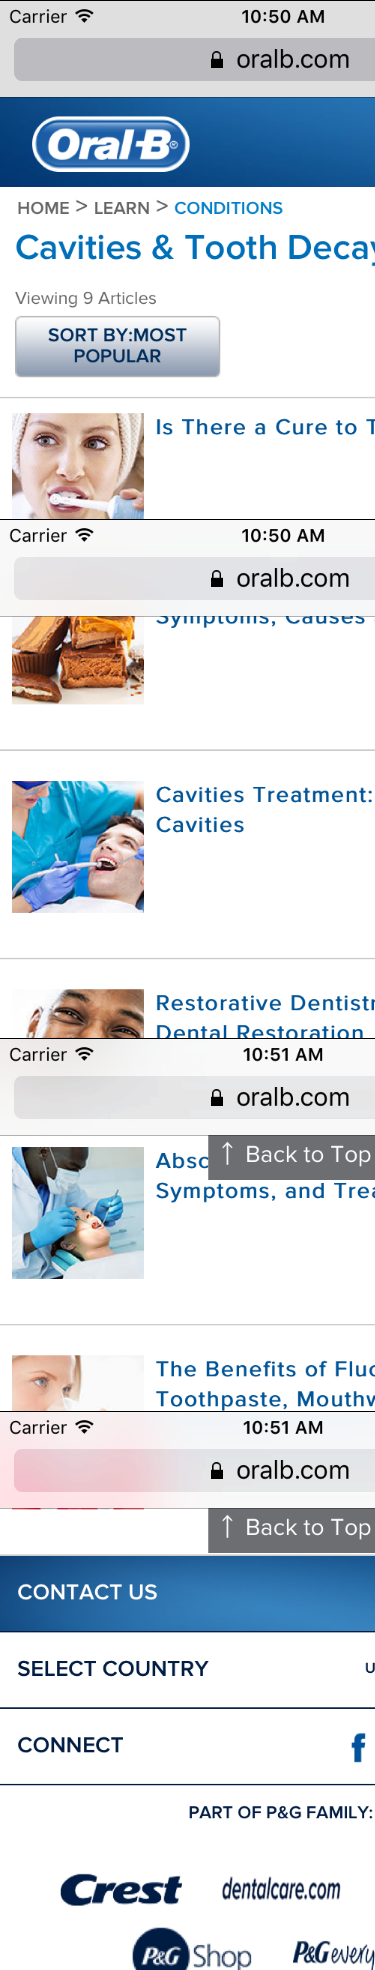 Carrier 10:50 AM
oralb.com
Oral-B®
HOME > LEARN > CONDITIONS
Cavities & Tooth Decay
Viewing 9 Articles
SORT BY:MOST
POPULAR
Is There a Cure to T
Carrier 10:50 AM
oralb.com
Symptoms, Causes
Cavities Treatment:
Cavities
Restorative Dentistr
Dental Restoration
Carrier 10:51 AM
oralb.com
↑ Back to Top
Absc
Symptoms, and Trea
The Benefits of Fluo
Toothpaste, Mouthw
Carrier 10:51 AM
oralb.com
↑ Back to Top
CONTACT US
SELECT COUNTRY U
CONNECT f
PART OF P&G FAMILY:
Crest dentalcare.com
P&G Shop P&G every